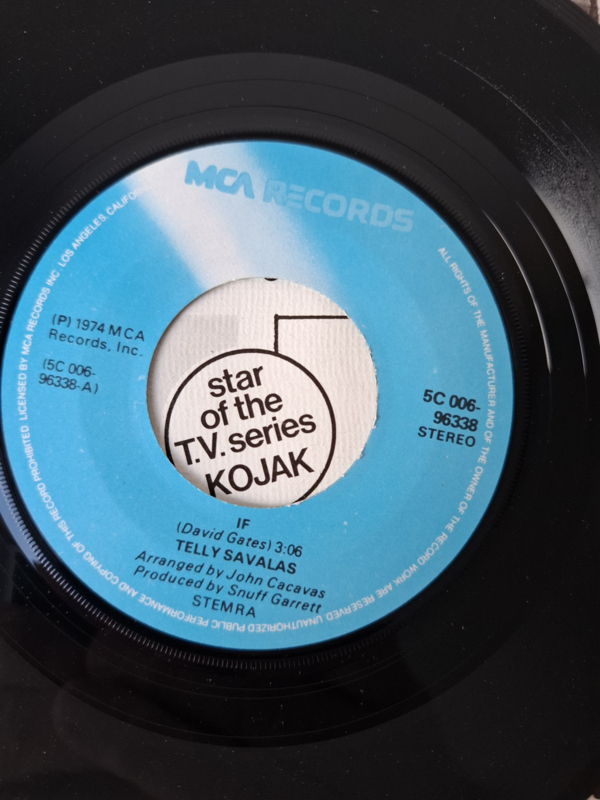 MCA RECORDS
(P) 1974 MCA
Records, Inc.
(5C 006-
96338-A)
star
of the
T.V. series
KOJAK
5C 006-
96338
STEREO
IF
(David Gates) 3:06
TELLY SAVALAS
Arranged by John Cacavas
Produced by Snuff Garrett
STEMRA
ALL RIGHTS OF THE MANUFACTURER AND OF THE OWNER OF THE RECORD WORK ARE RESERVED UNAUTHORIZED PUBLIC PERFORMANCE AND COPYING OF THIS RECORD PROHIBITED LICENSED BY MCA RECORDS INC LOS ANGELES, CALIFO